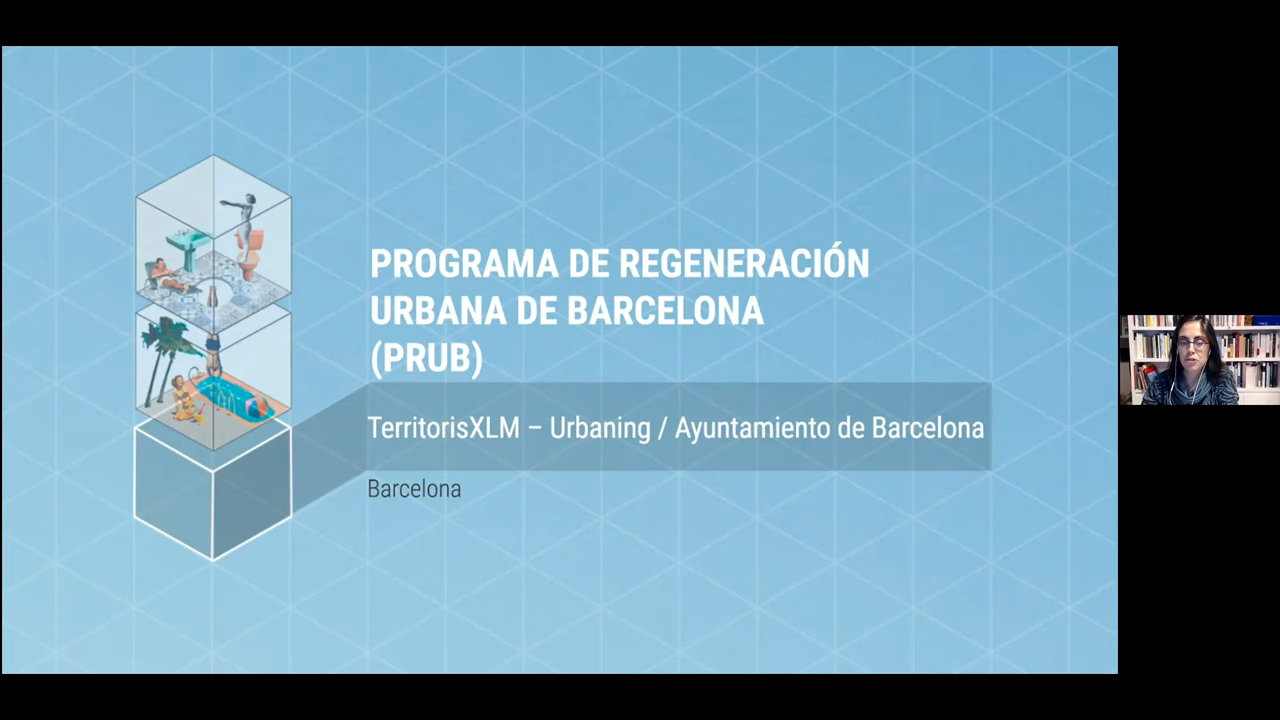 PROGRAMA DE REGENERACIÓN
URBANA DE BARCELONA
(PRUB)
TerritorisXLM – Urbaning / Ayuntamiento de Barcelona
Barcelona